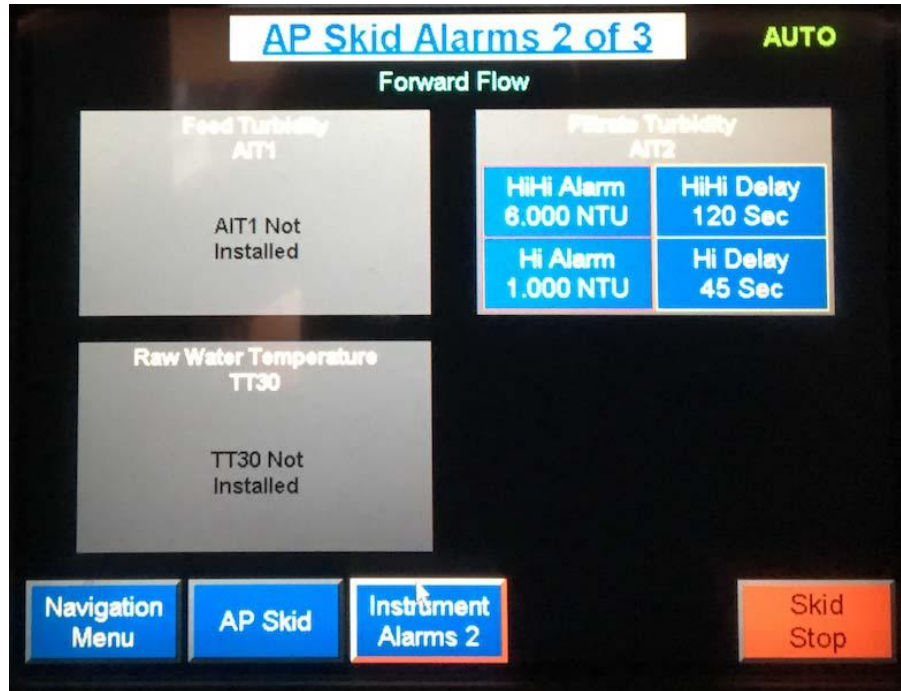 AP Skid Alarms 2 of 3
AUTO
Forward Flow
Feed Turbidity
AIT1
AIT1 Not
Installed
Filtrate Turbidity
AIT2
HiHi Alarm
6.000 NTU
HiHi Delay
120 Sec
Hi Alarm
1.000 NTU
Hi Delay
45 Sec
Raw Water Temperature
TT30
TT30 Not
Installed
Navigation
Menu
AP Skid
Instrument
Alarms 2
Skid
Stop